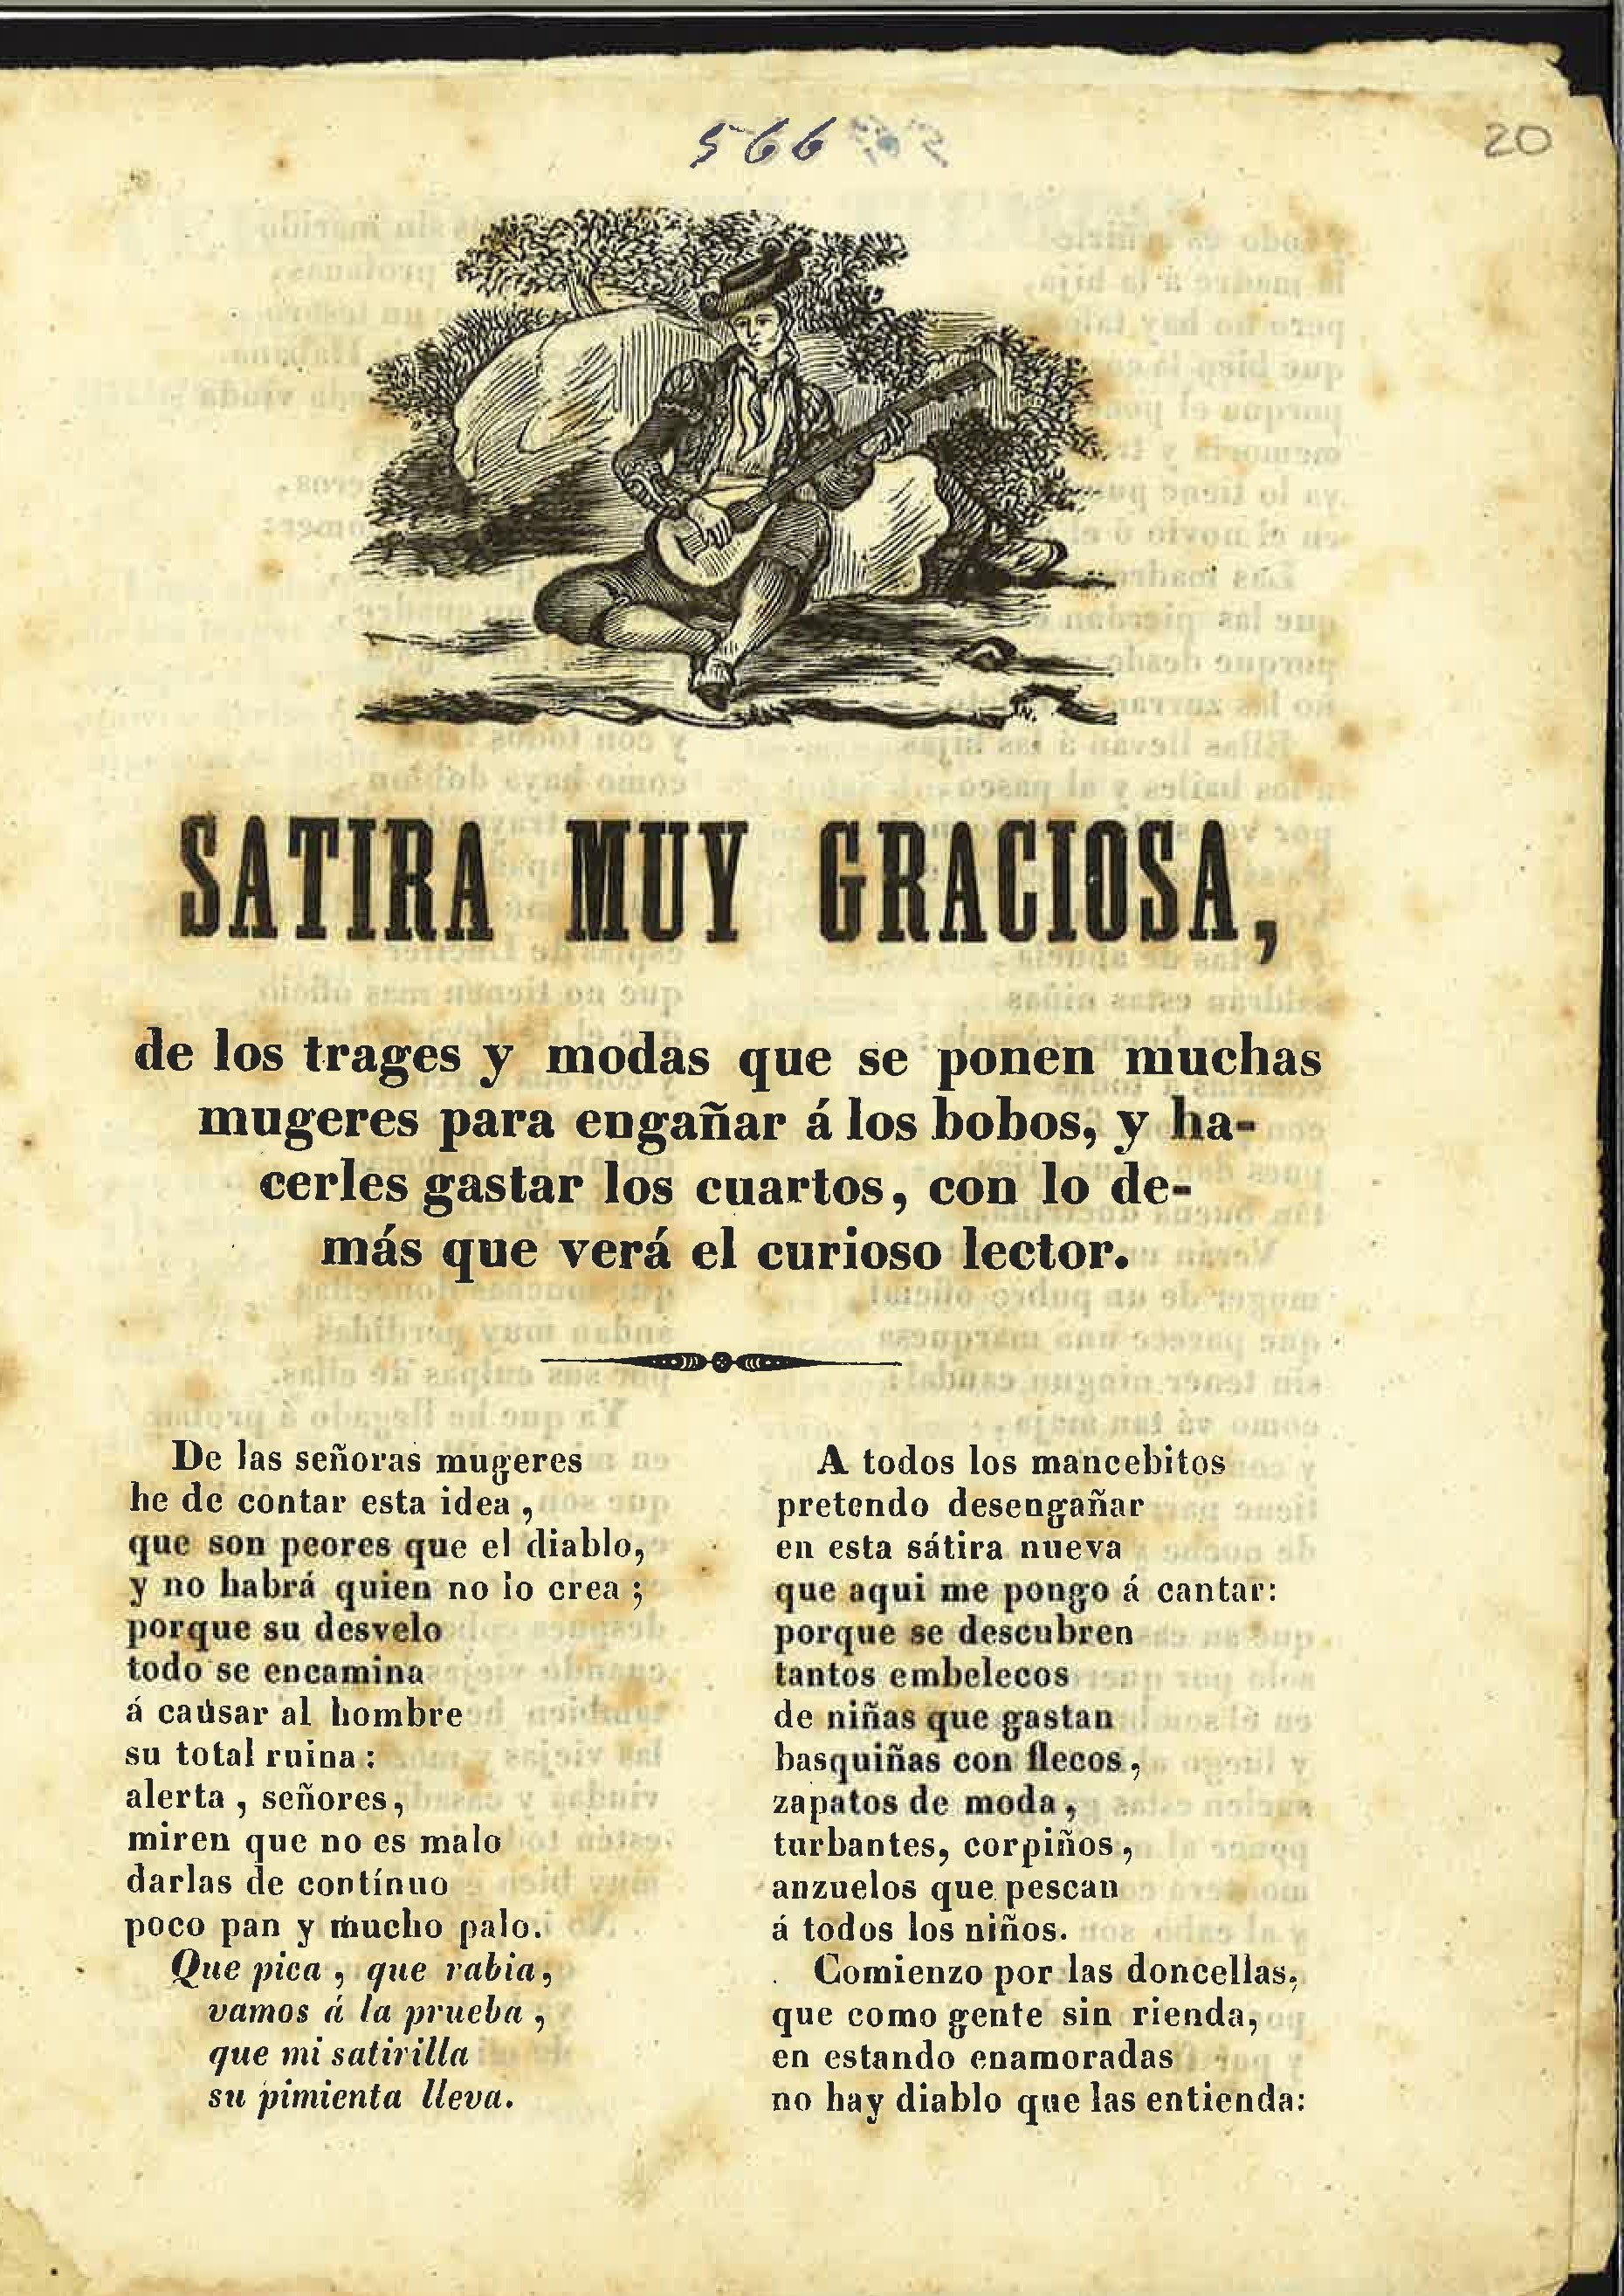 566
20
SATIRA MUY GRACIOSA,
de los trages y modas que se ponen muchas
mugeres para engañar á los bobos, y ha-
cerles gastar los cuartos, con lo de-
más que verá el curioso lector.
De las señoras mugeres
he de contar esta idea,
que son peores que el diablo,
y no habrá quien no lo crea;
porque su desvelo
todo se encamina
á causar al hombre
su total ruina:
alerta, señores,
miren que no es malo
darlas de contínuo
poco pan y mucho palo.
Que pica, que rabia,
vamos á la prueba,
que mi satirilla
su pimienta lleva.
A todos los mancebitos
pretendo desengañar
en esta sátira nueva
que aqui me pongo á cantar:
porque se descubren
tantos embelecos
de niñas que gastan
basquiñas con flecos,
zapatos de moda,
turbantes, corpiños,
anzuelos que pescan
á todos los niños.
Comienzo por las doncellas,
que como gente sin rienda,
en estando enamoradas
no hay diablo que las entienda: